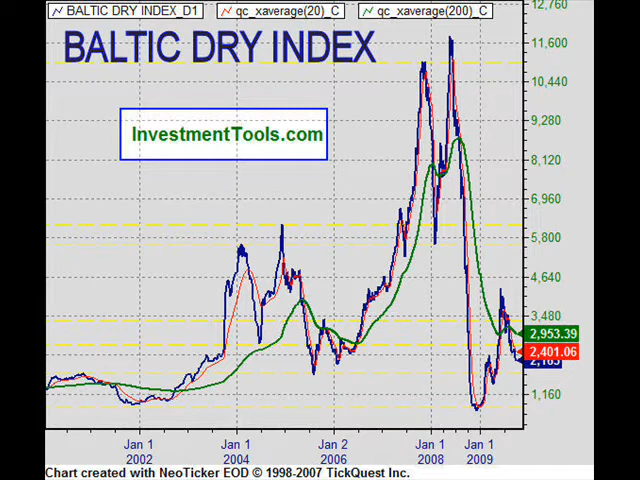 BALTIC DRY INDEX_D1 qc_xaverage(20)_C qc_xaverage(200)_C
BALTIC DRY INDEX
InvestmentTools.com
12,760
11,600
10,440
9,280
8,120
6,960
5,800
4,640
3,480
2,953.39
2,401.06
1,160
Jan 1 Jan 1 Jan 2 Jan 1 Jan 1
2002 2004 2006 2008 2009
Chart created with NeoTicker EOD © 1998-2007 TickQuest Inc.